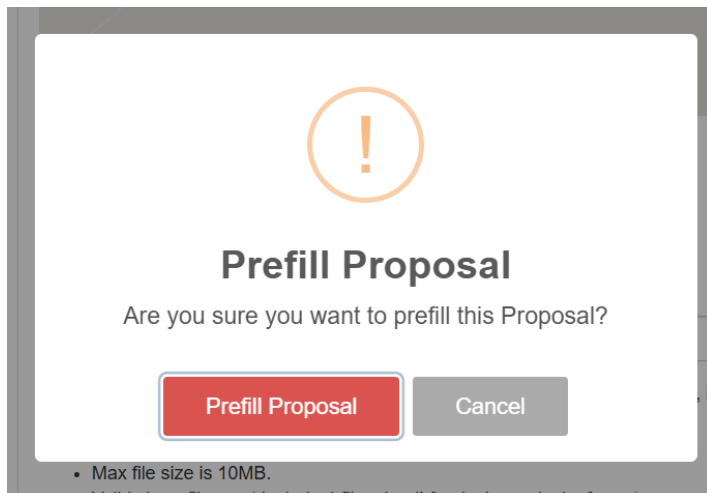 !
Prefill Proposal
Are you sure you want to prefill this Proposal?
Prefill Proposal Cancel
,
• Max file size is 10MB.